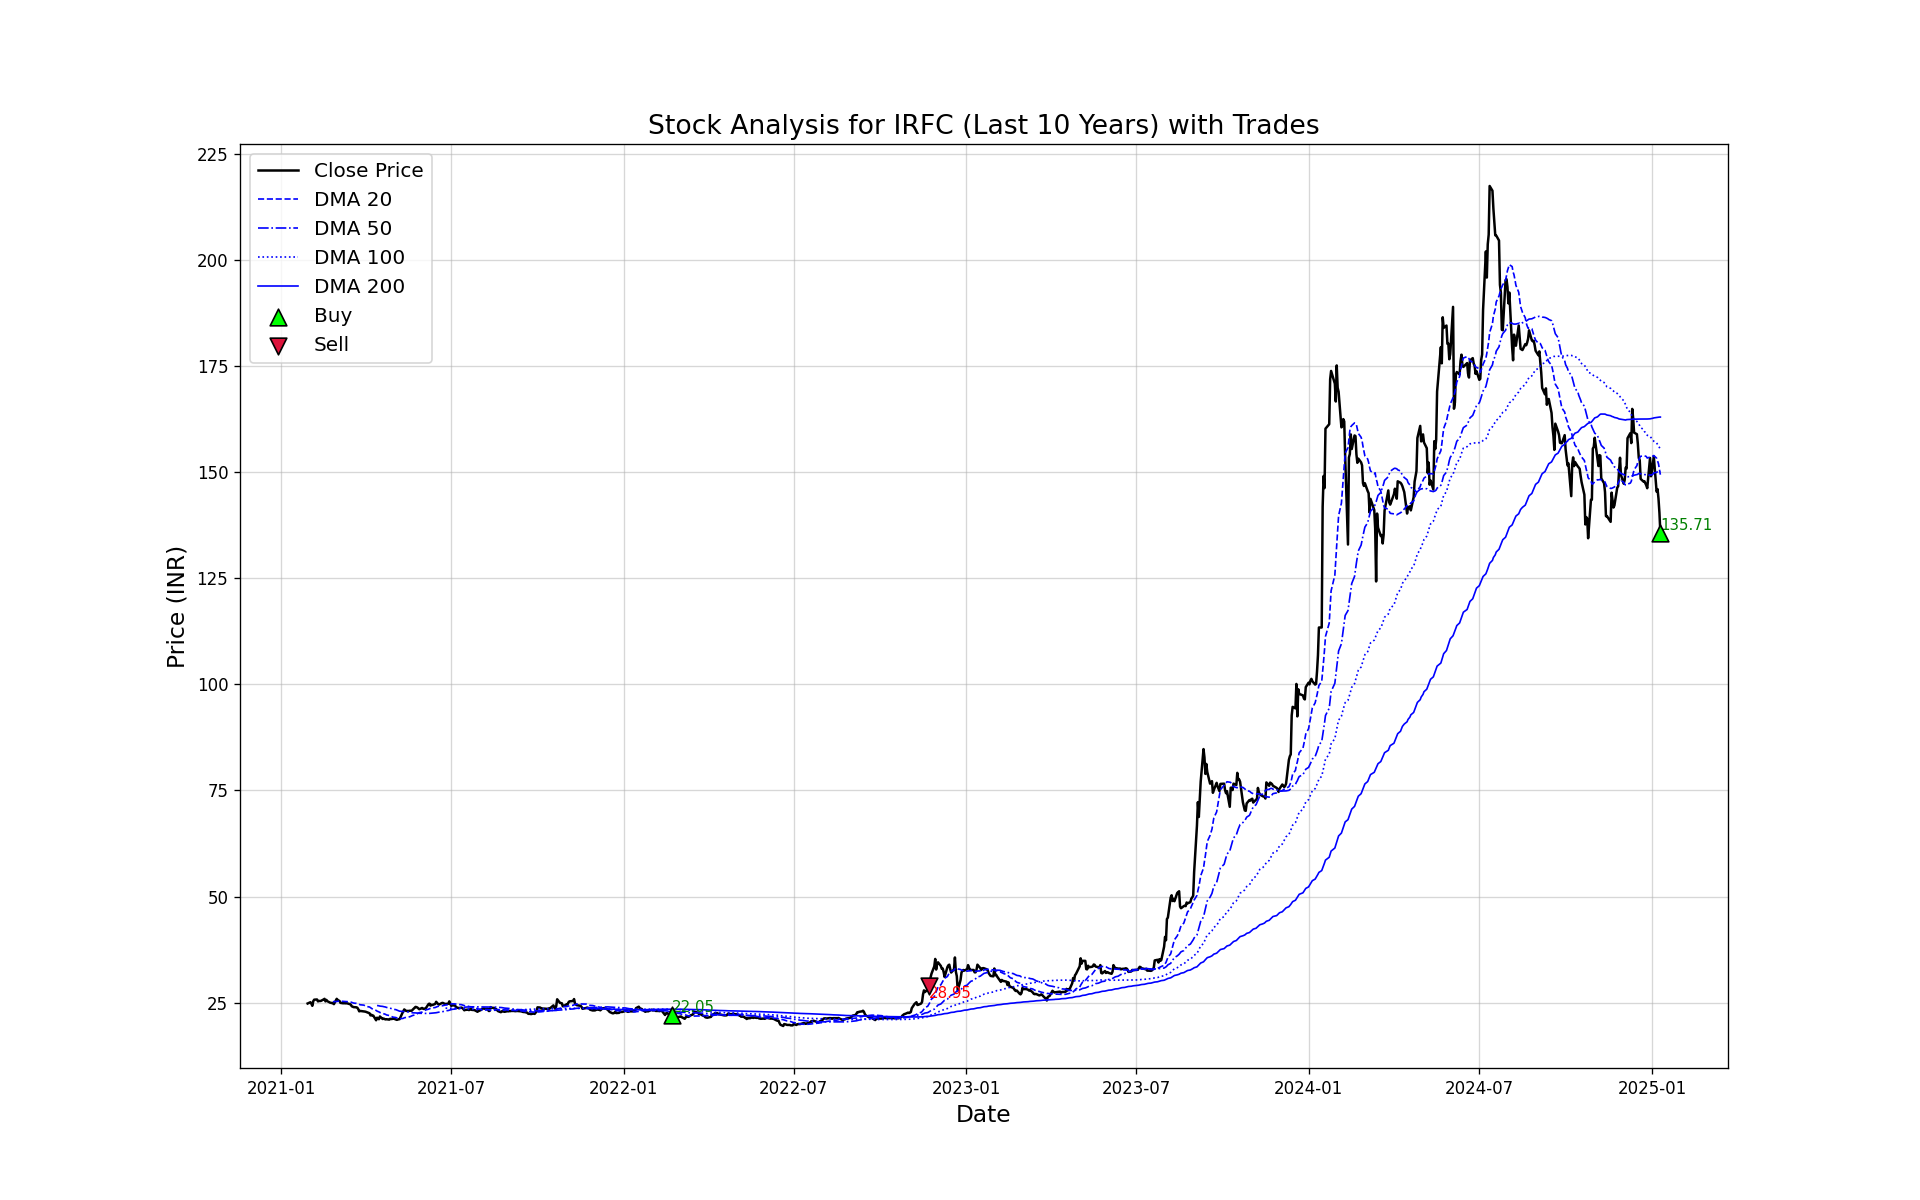 Stock Analysis for IRFC (Last 10 Years) with Trades
Close Price
DMA 20
DMA 50
DMA 100
DMA 200
Buy
Sell
225
200
175
150
125
100
75
50
25
Price (INR)
135.71
28.95
22.05
2021-01
2021-07
2022-01
2022-07
2023-01
2023-07
2024-01
2024-07
2025-01
Date